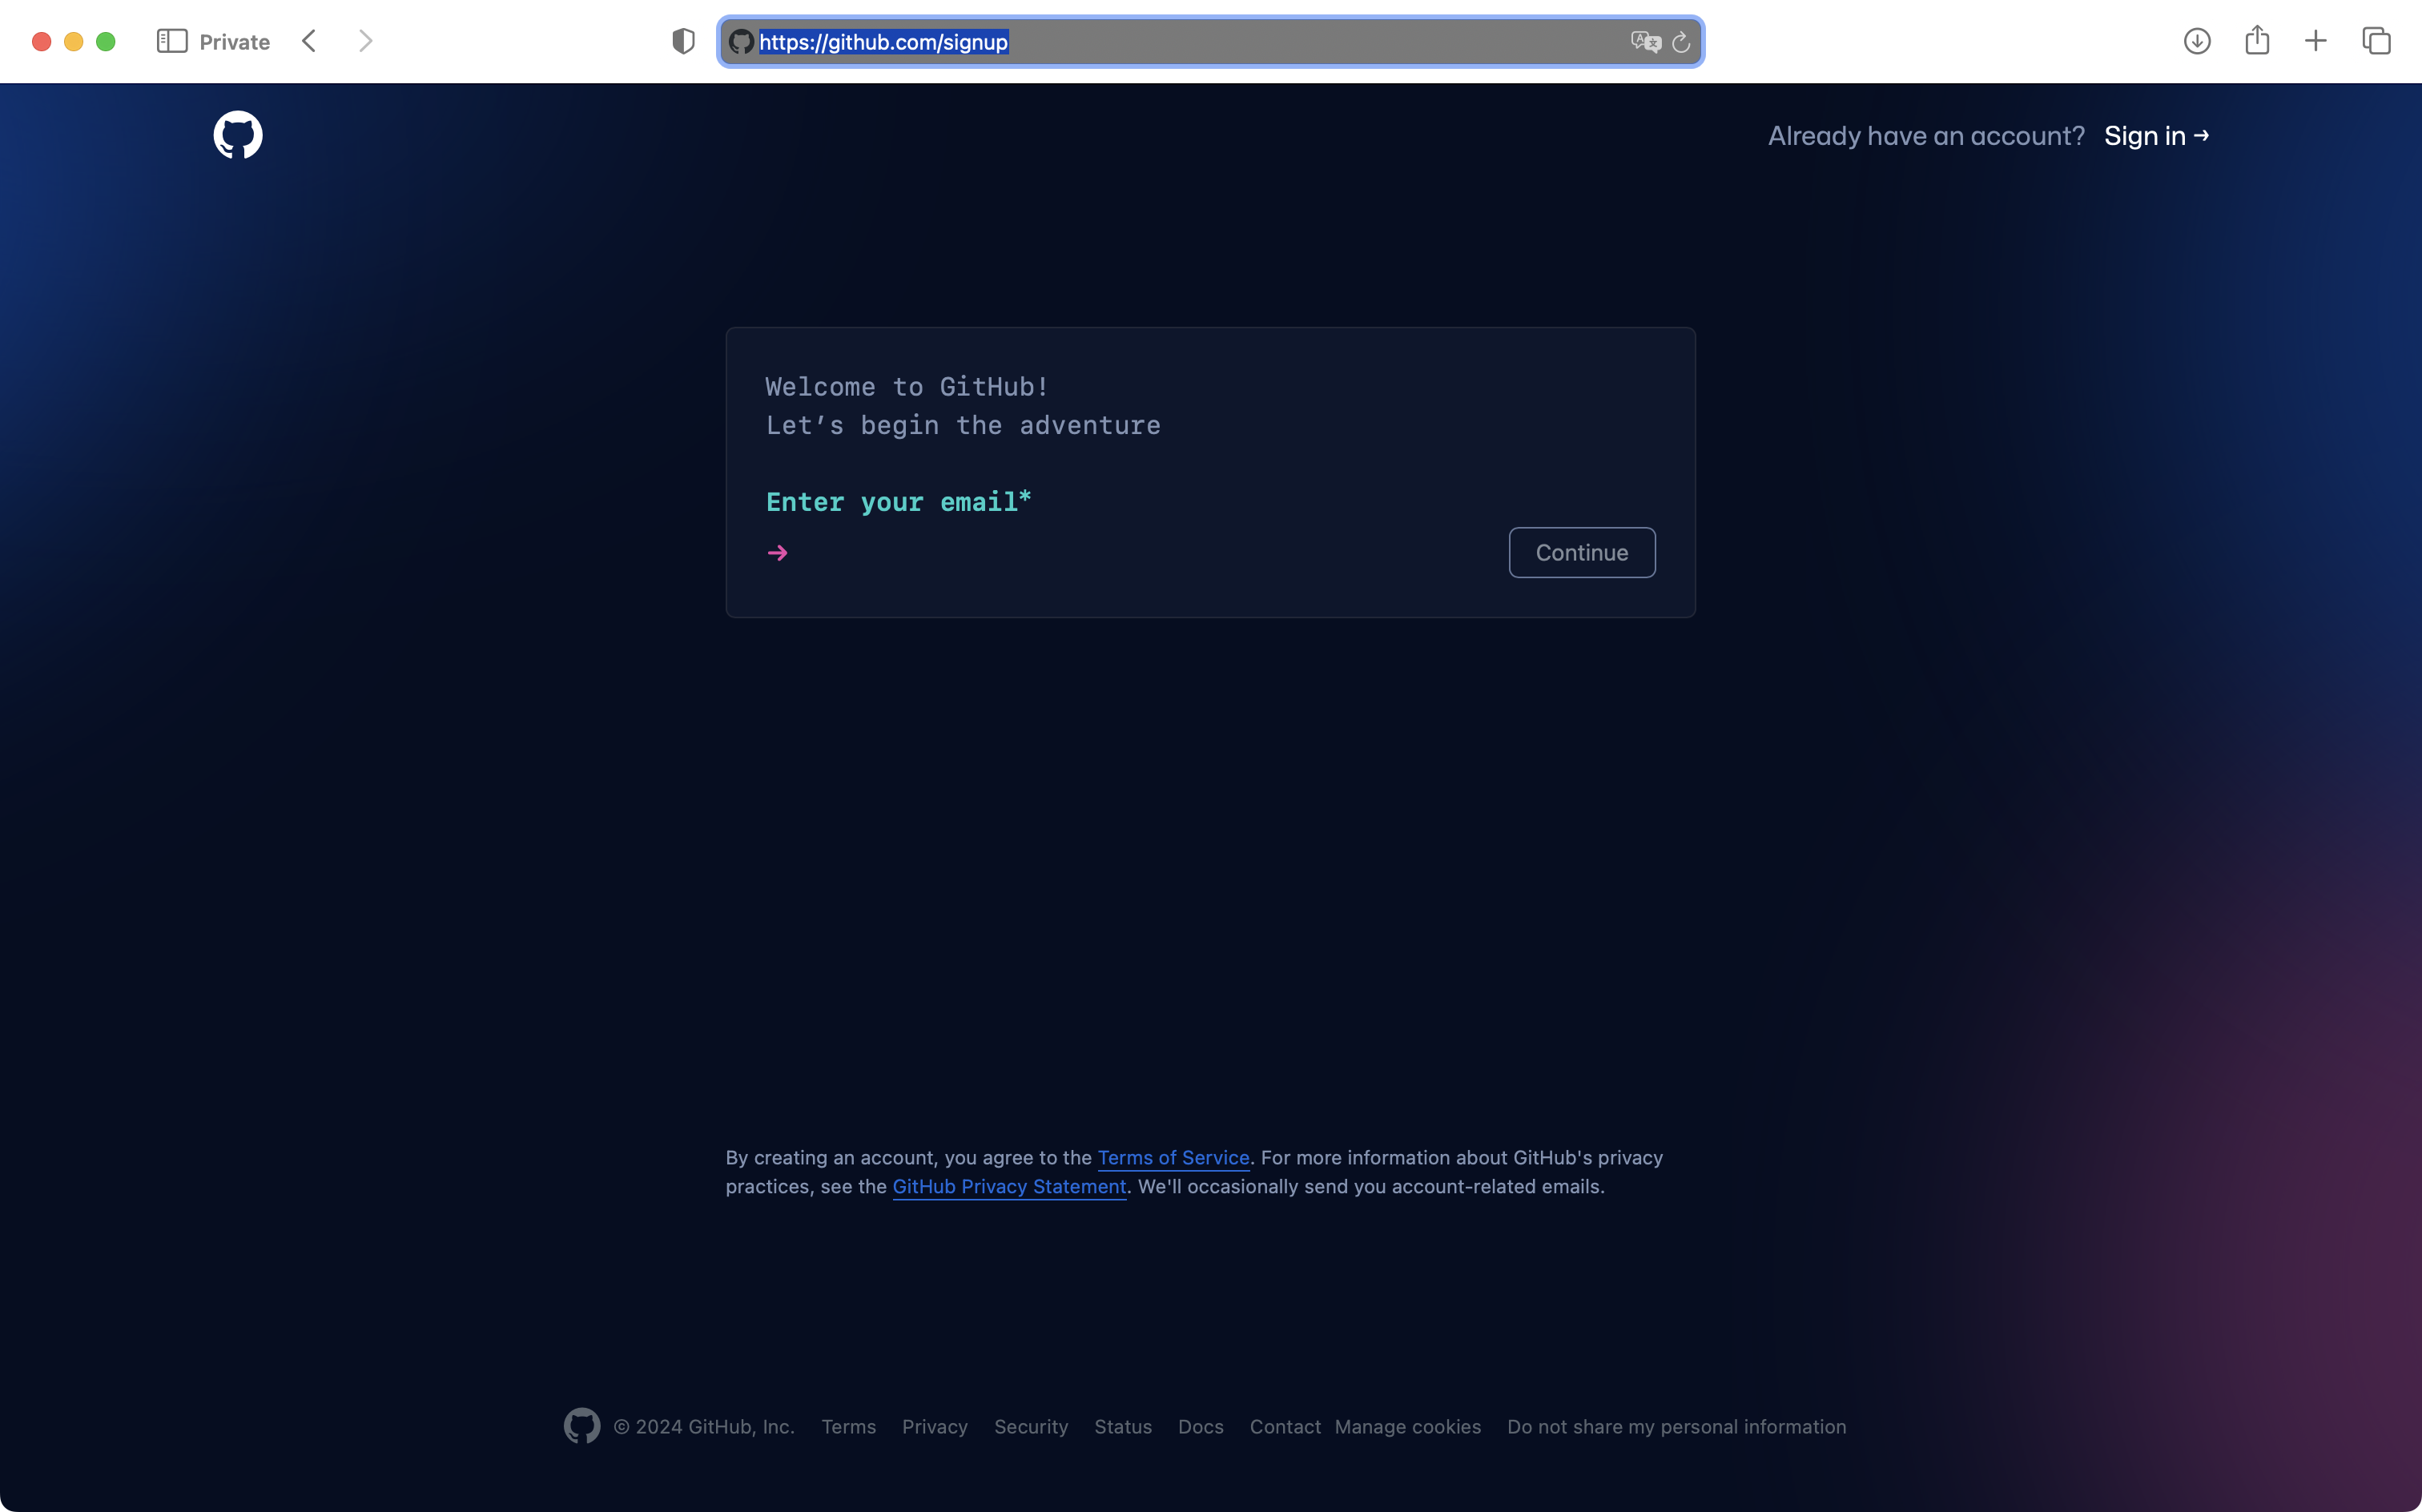 Private
https://github.com/signup
Already have an account? Sign in →
Welcome to GitHub!
Let’s begin the adventure
Enter your email*
→
Continue
By creating an account, you agree to the Terms of Service. For more information about GitHub's privacy
practices, see the GitHub Privacy Statement. We'll occasionally send you account-related emails.
© 2024 GitHub, Inc. Terms Privacy Security Status Docs Contact Manage cookies Do not share my personal information